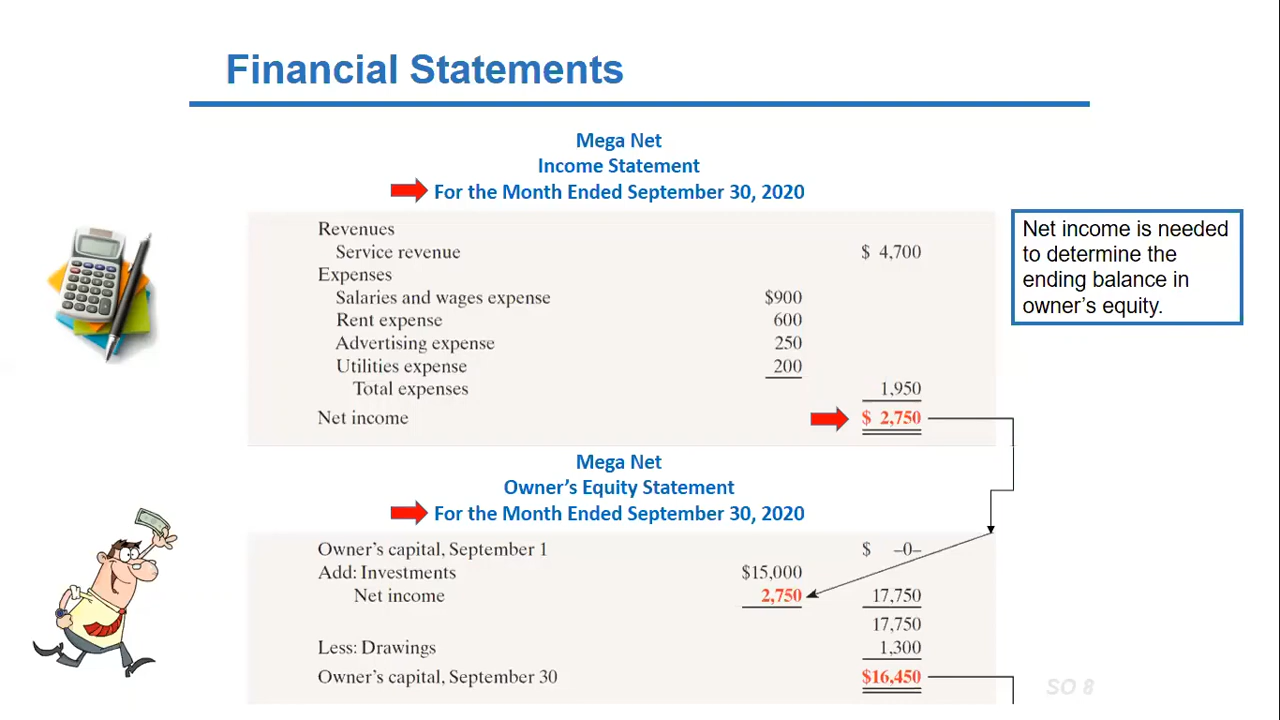 Financial Statements
Mega Net
Income Statement
For the Month Ended September 30, 2020
Revenues
Service revenue $ 4,700
Expenses
Salaries and wages expense $900
Rent expense 600
Advertising expense 250
Utilities expense 200
Total expenses 1,950
Net income $ 2,750
Net income is needed
to determine the
ending balance in
owner's equity.
Mega Net
Owner's Equity Statement
For the Month Ended September 30, 2020
Owner's capital, September 1 $ –0–
Add: Investments $15,000
Net income 2,750 17,750
17,750
Less: Drawings 1,300
Owner's capital, September 30 $16,450
SO 8